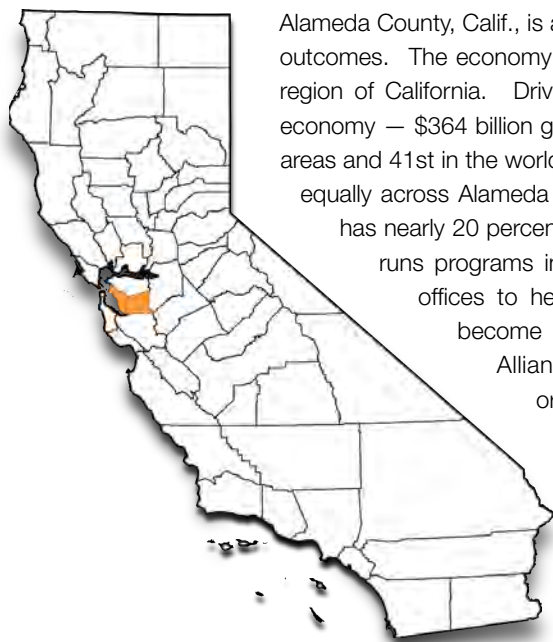 Alameda County, Calif., is a
outcomes. The economy
region of California. Driv
economy — $364 billion g
areas and 41st in the world
equally across Alameda
has nearly 20 percen
runs programs in
offices to he
become
Allian
or